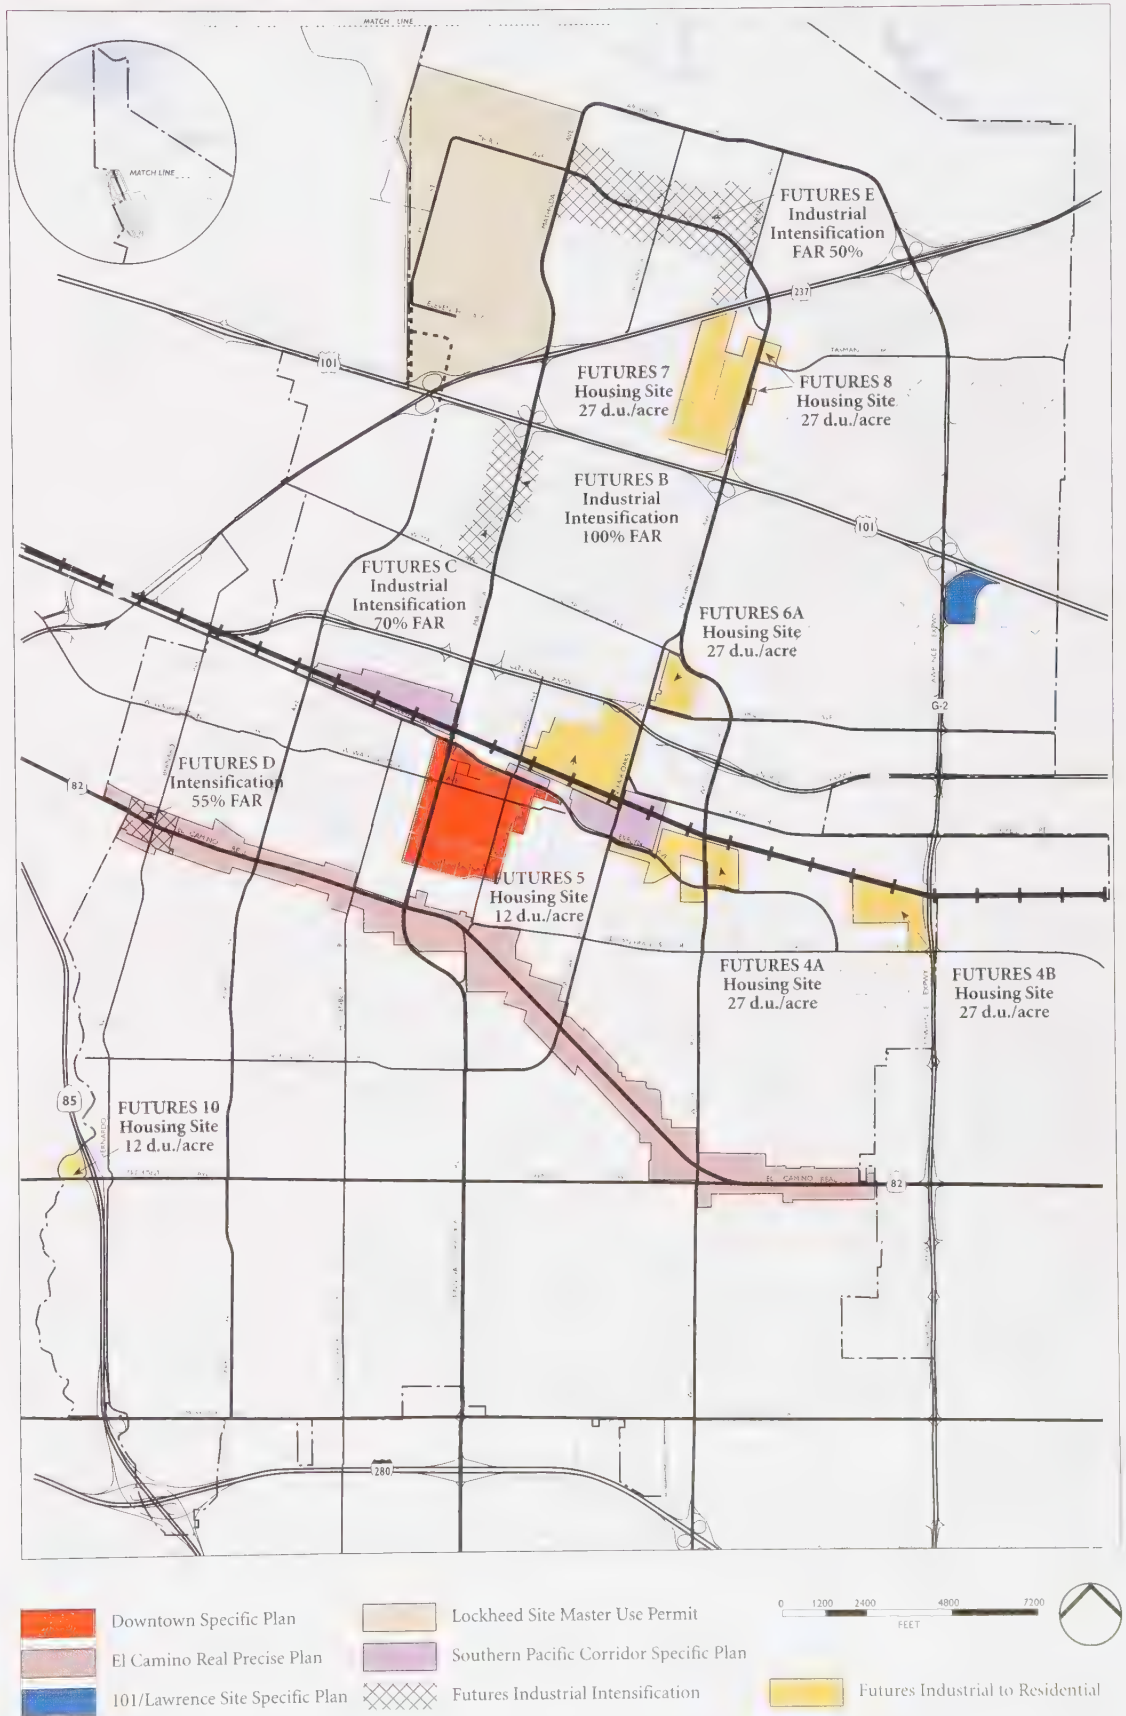 MATCH LINE
MATCH LINE
FUTURES E
Industrial
Intensification
FAR 50%
237
MATHILDA
AVE
TASMAN
101
FUTURES 7
Housing Site
27 d.u./acre
FUTURES 8
Housing Site
27 d.u./acre
FUTURES B
Industrial
Intensification
100% FAR
101
FUTURES C
Industrial
Intensification
70% FAR
FUTURES 6A
Housing Site
27 d.u./acre
G-2
FUTURES D
Intensification
55% FAR
82
EL CAMINO
FUTURES 5
Housing Site
12 d.u./acre
FUTURES 4A
Housing Site
27 d.u./acre
FUTURES 4B
Housing Site
27 d.u./acre
85
FUTURES 10
Housing Site
12 d.u./acre
EL CAMINO REAL
82
280
Downtown Specific Plan
El Camino Real Precise Plan
101/Lawrence Site Specific Plan
Lockheed Site Master Use Permit
Southern Pacific Corridor Specific Plan
Futures Industrial Intensification
Futures Industrial to Residential
0 1200 2400 4800 7200
FEET